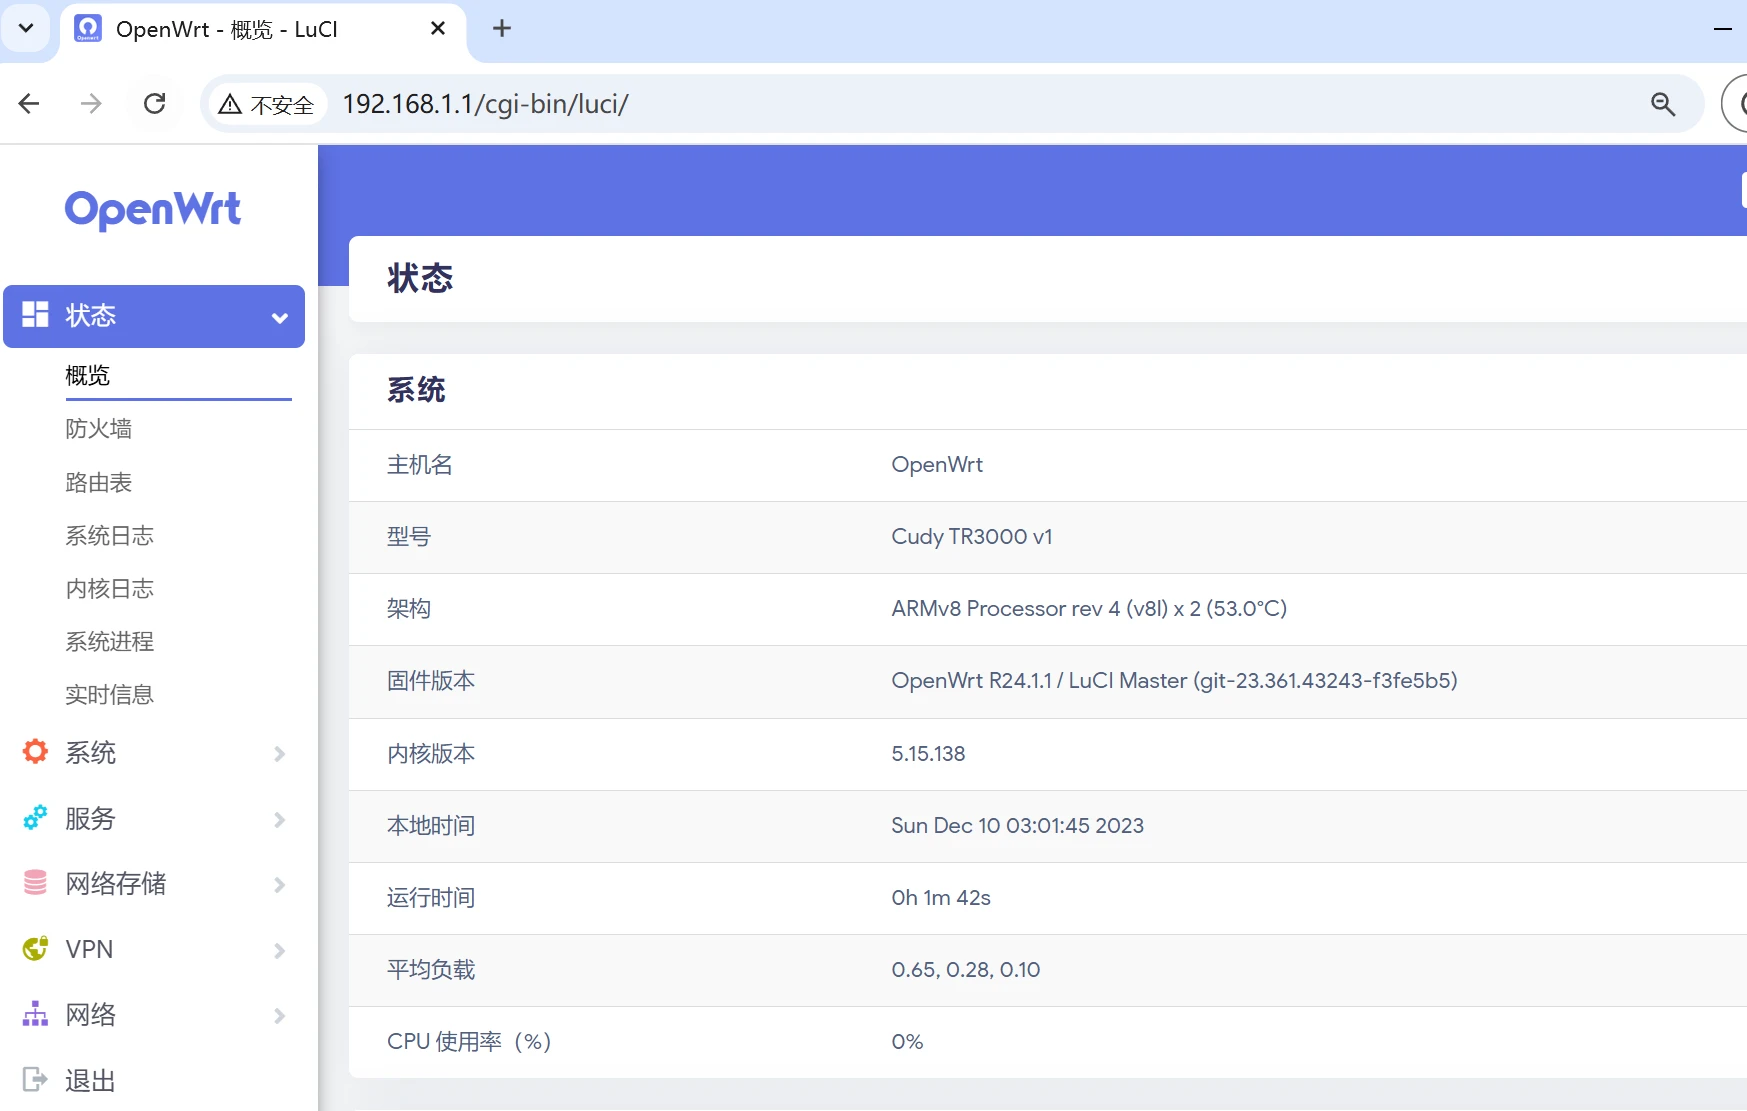 OpenWrt - 概览 - LuCI
不安全 192.168.1.1/cgi-bin/luci/
OpenWrt
状态
概览
防火墙
路由表
系统日志
内核日志
系统进程
实时信息
系统
服务
网络存储
VPN
网络
退出
状态
系统
主机名 OpenWrt
型号 Cudy TR3000 v1
架构 ARMv8 Processor rev 4 (v8l) x 2 (53.0°C)
固件版本 OpenWrt R24.1.1 / LuCI Master (git-23.361.43243-f3fe5b5)
内核版本 5.15.138
本地时间 Sun Dec 10 03:01:45 2023
运行时间 0h 1m 42s
平均负载 0.65, 0.28, 0.10
CPU 使用率（%） 0%